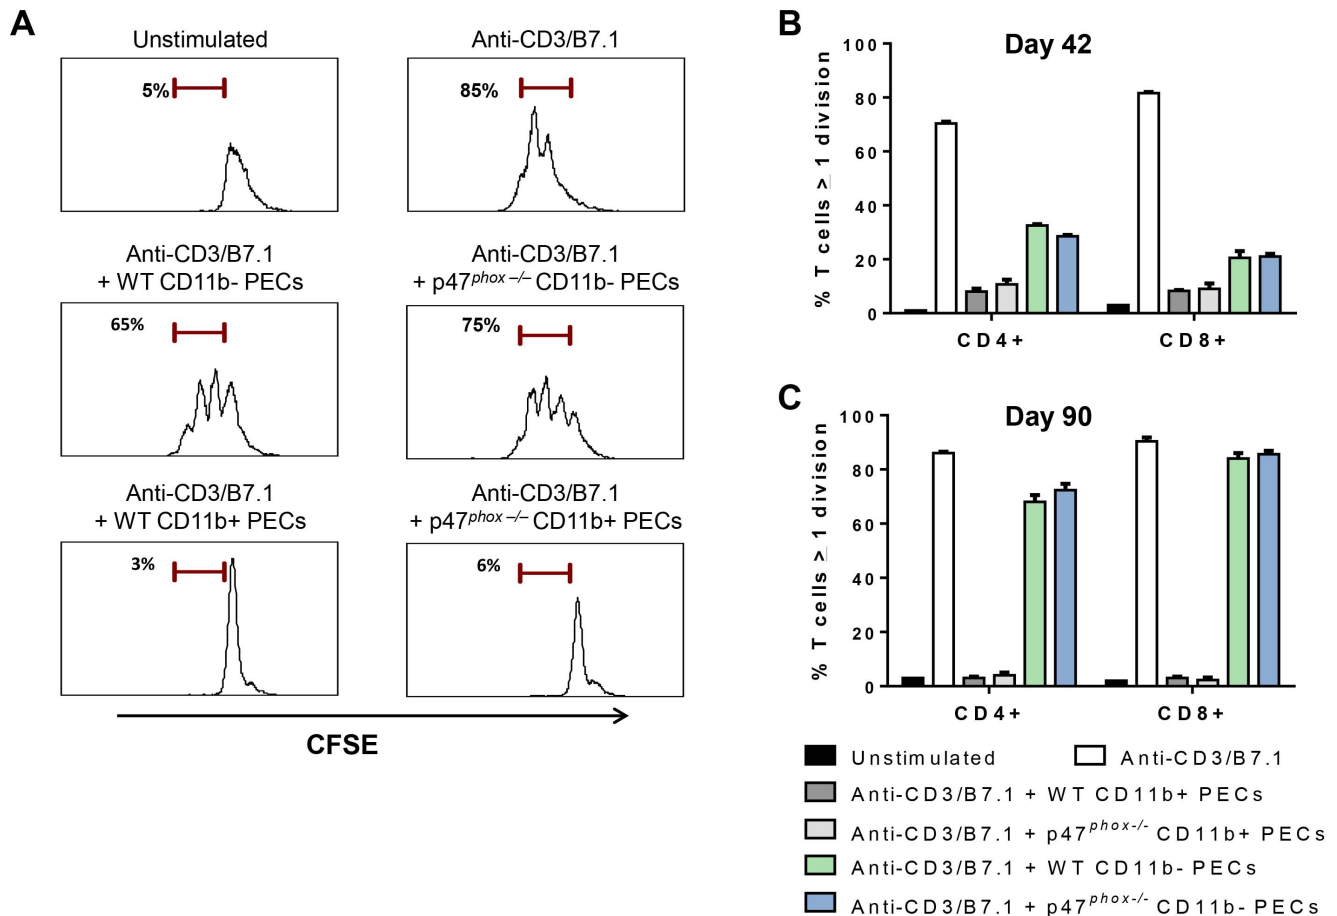 A
Unstimulated
5%
Anti-CD3/B7.1
85%
Anti-CD3/B7.1
+ WT CD11b- PECs
65%
Anti-CD3/B7.1
+ p47phox –/– CD11b- PECs
75%
Anti-CD3/B7.1
+ WT CD11b+ PECs
3%
Anti-CD3/B7.1
+ p47phox –/– CD11b+ PECs
6%
CFSE
B
Day 42
% T cells ≥ 1 division
100
80
60
40
20
0
CD4+
CD8+
C
Day 90
% T cells ≥ 1 division
100
80
60
40
20
0
CD4+
CD8+
Unstimulated
Anti-CD3/B7.1
Anti-CD3/B7.1 + WT CD11b+ PECs
Anti-CD3/B7.1 + p47phox-/- CD11b+ PECs
Anti-CD3/B7.1 + WT CD11b- PECs
Anti-CD3/B7.1 + p47phox-/- CD11b- PECs